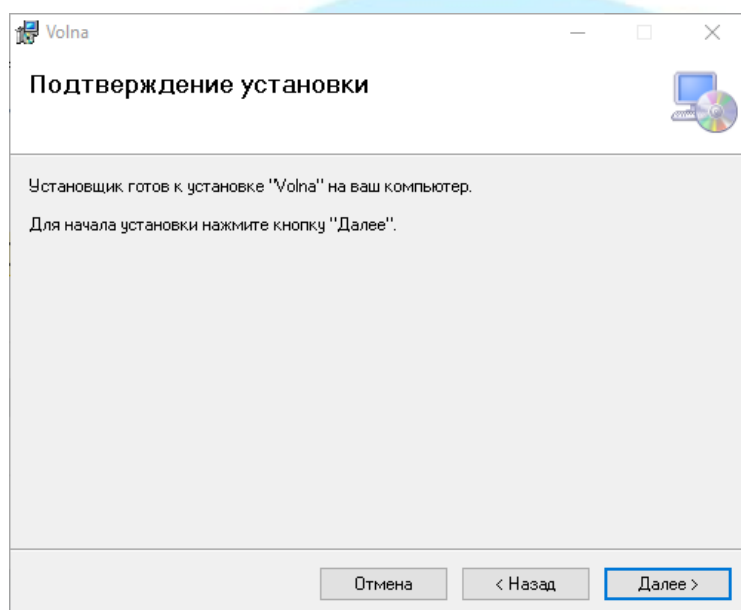 Volna
Подтверждение установки
Установщик готов к установке "Volna" на ваш компьютер.
Для начала установки нажмите кнопку "Далее".
Отмена
< Назад
Далее >